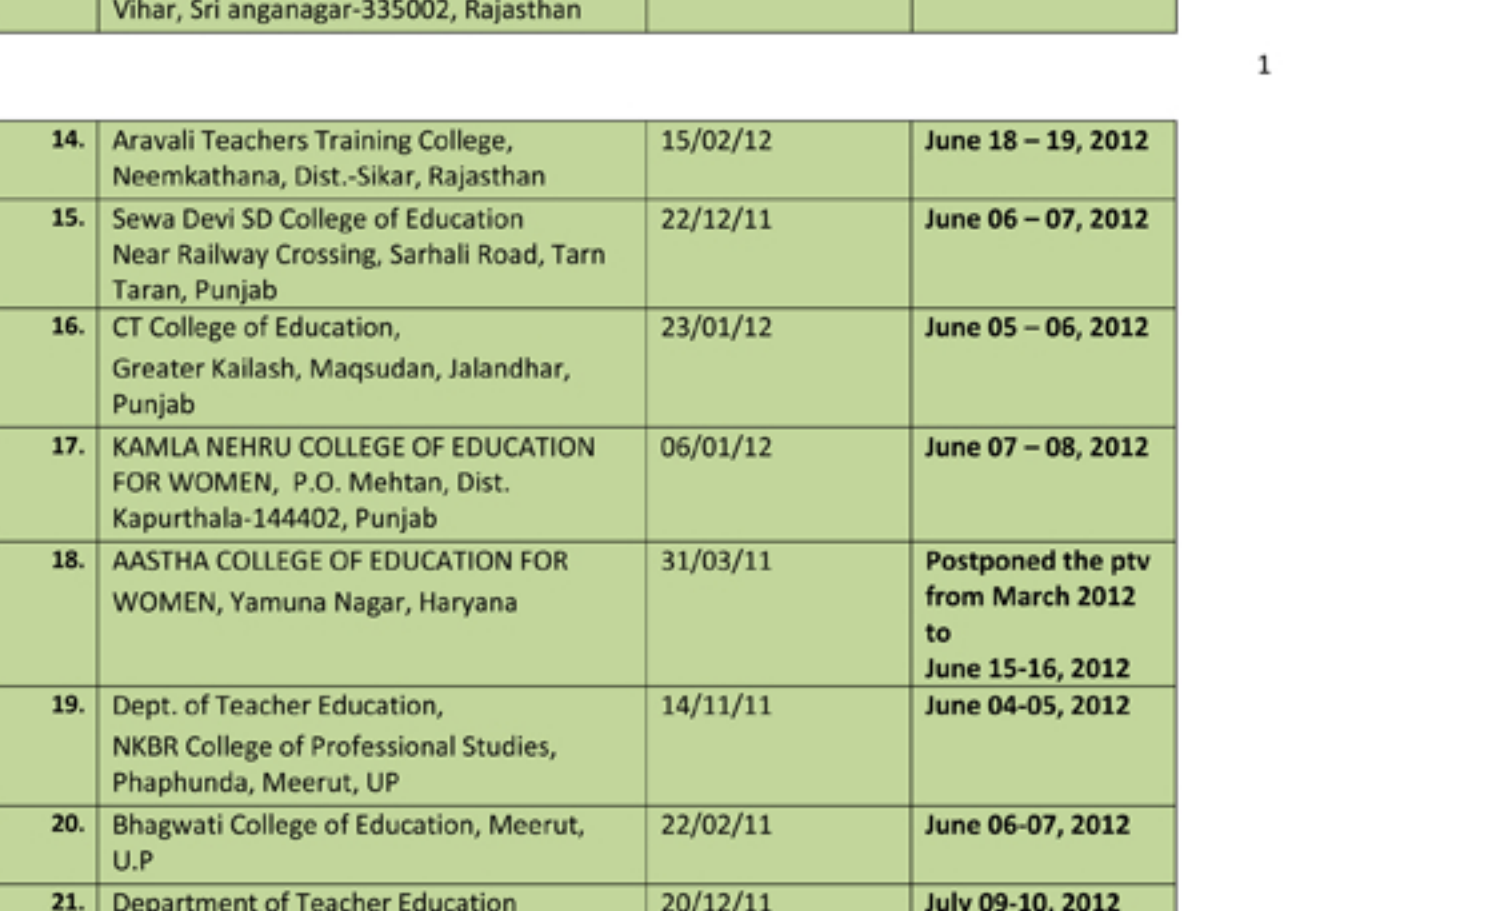 Vihar, Sri anganagar-335002, Rajasthan
1
14. Aravali Teachers Training College, 15/02/12 June 18 – 19, 2012
Neemkathana, Dist.-Sikar, Rajasthan
15. Sewa Devi SD College of Education 22/12/11 June 06 – 07, 2012
Near Railway Crossing, Sarhali Road, Tarn
Taran, Punjab
16. CT College of Education, 23/01/12 June 05 – 06, 2012
Greater Kailash, Maqsudan, Jalandhar,
Punjab
17. KAMLA NEHRU COLLEGE OF EDUCATION 06/01/12 June 07 – 08, 2012
FOR WOMEN, P.O. Mehtan, Dist.
Kapurthala-144402, Punjab
18. AASTHA COLLEGE OF EDUCATION FOR 31/03/11 Postponed the ptv
WOMEN, Yamuna Nagar, Haryana from March 2012
to
June 15-16, 2012
19. Dept. of Teacher Education, 14/11/11 June 04-05, 2012
NKBR College of Professional Studies,
Phaphunda, Meerut, UP
20. Bhagwati College of Education, Meerut, 22/02/11 June 06-07, 2012
U.P
21. Department of Teacher Education 20/12/11 July 09-10, 2012